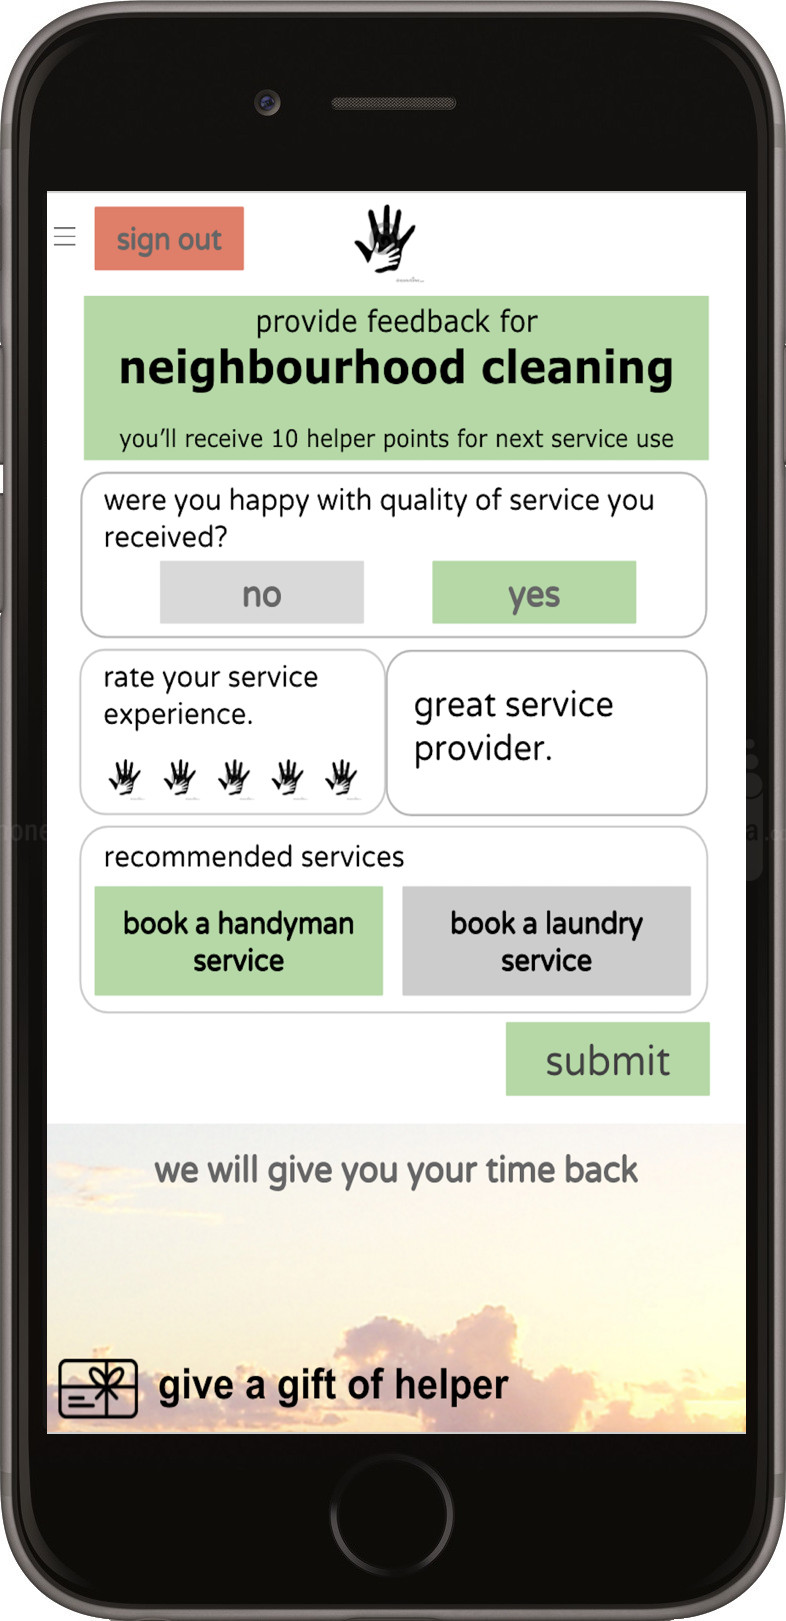 sign out
provide feedback for
neighbourhood cleaning
you'll receive 10 helper points for next service use
were you happy with quality of service you
received?
no
yes
rate your service
experience.
great service
provider.
recommended services
book a handyman
service
book a laundry
service
submit
we will give you your time back
give a gift of helper